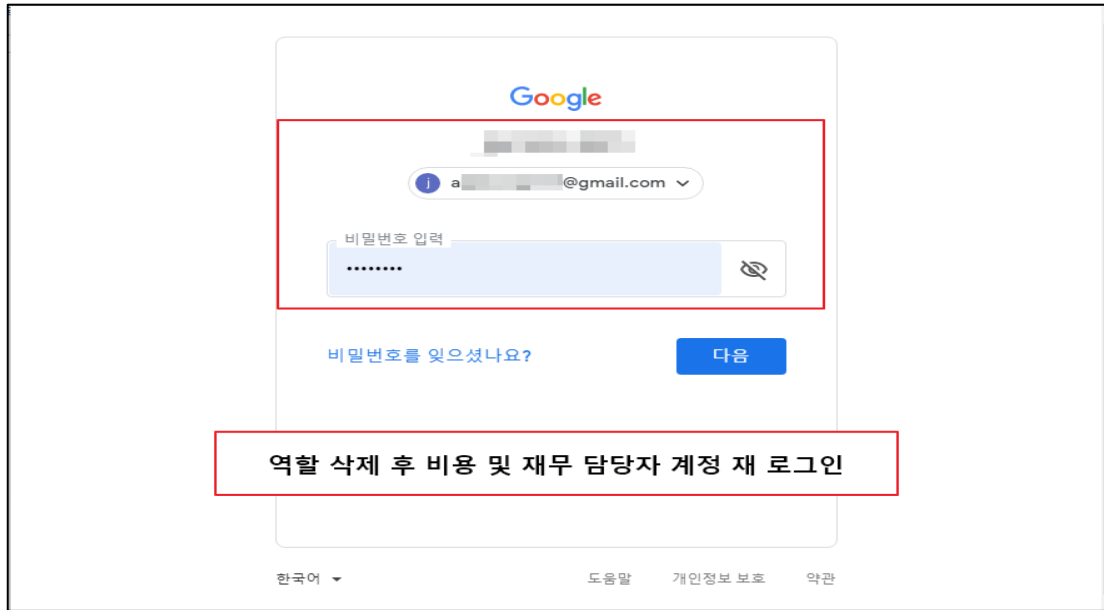 Google
j a @gmail.com
비밀번호 입력
••••••••
비밀번호를 잊으셨나요? 다음
역할 삭제 후 비용 및 재무 담당자 계정 재 로그인
한국어 도움말 개인정보 보호 약관